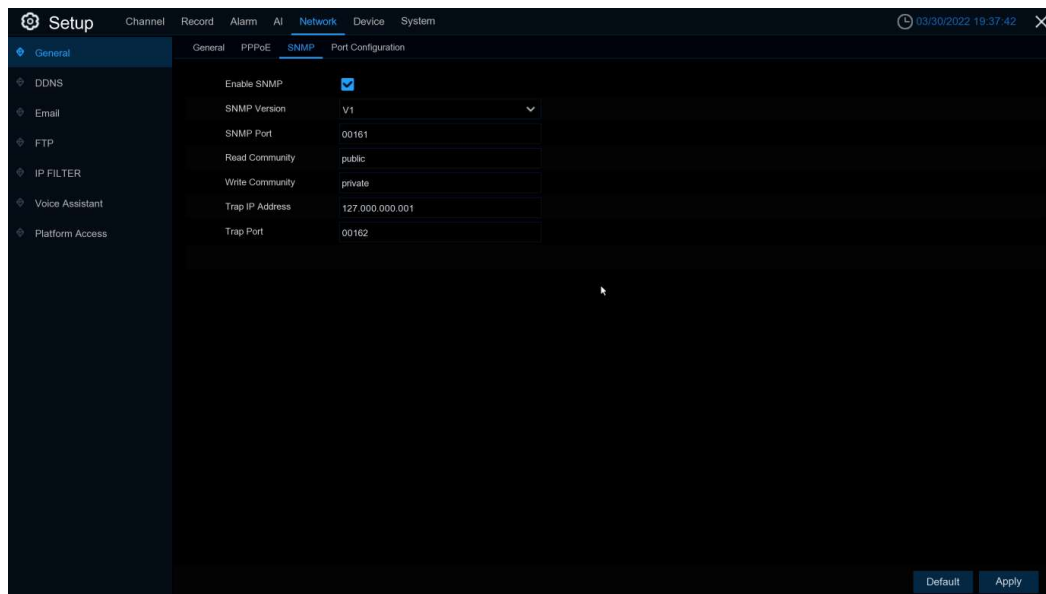 Setup Channel Record Alarm AI Network Device System 03/30/2022 19:37:42
General PPPoE SNMP Port Configuration
General
DDNS
Email
FTP
IP FILTER
Voice Assistant
Platform Access
Enable SNMP
SNMP Version V1
SNMP Port 00161
Read Community public
Write Community private
Trap IP Address 127.000.000.001
Trap Port 00162
Default Apply